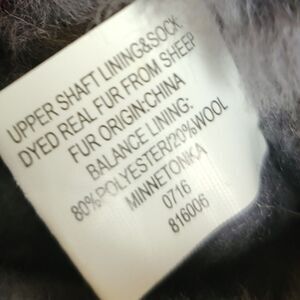 UPPER SHAFT LINING&SOCK:
DYED REAL FUR FROM SHEEP
FUR ORIGIN:CHINA
BALANCE LINING:
80%POLYESTER/20%WOOL
MINNETONKA
0716
816006